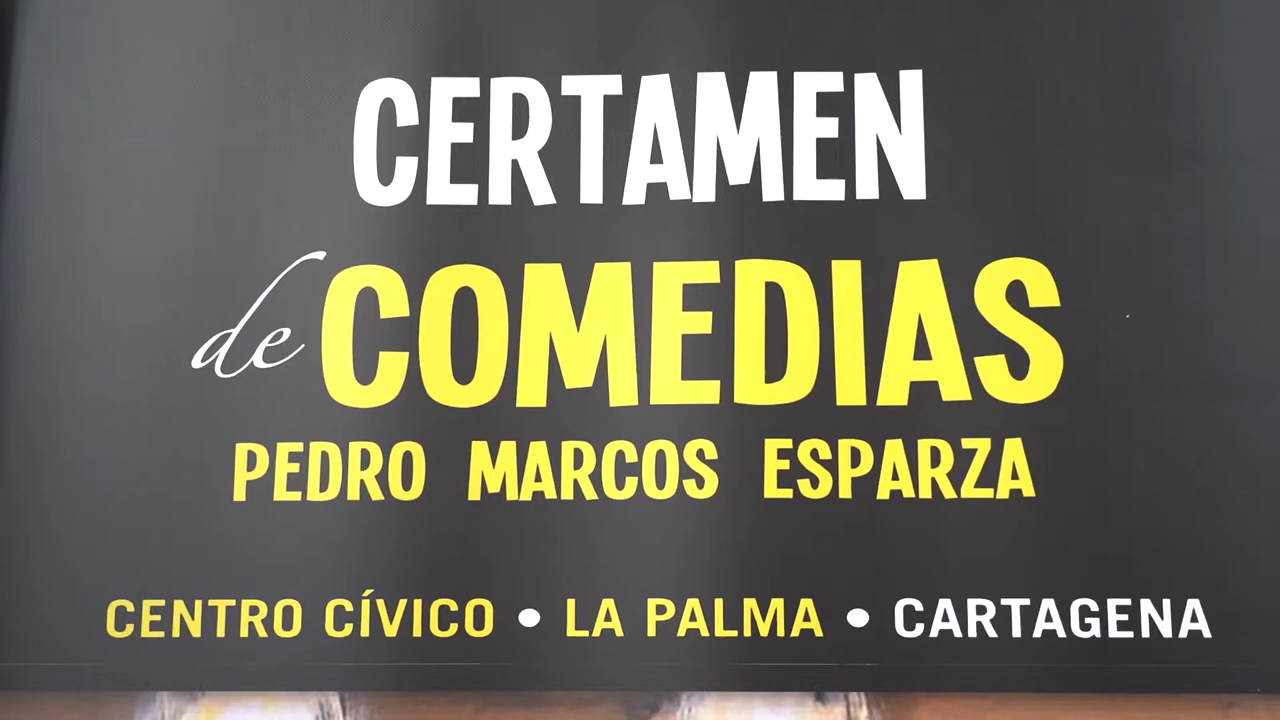 CERTAMEN
de COMEDIAS
PEDRO MARCOS ESPARZA
CENTRO CÍVICO • LA PALMA • CARTAGENA